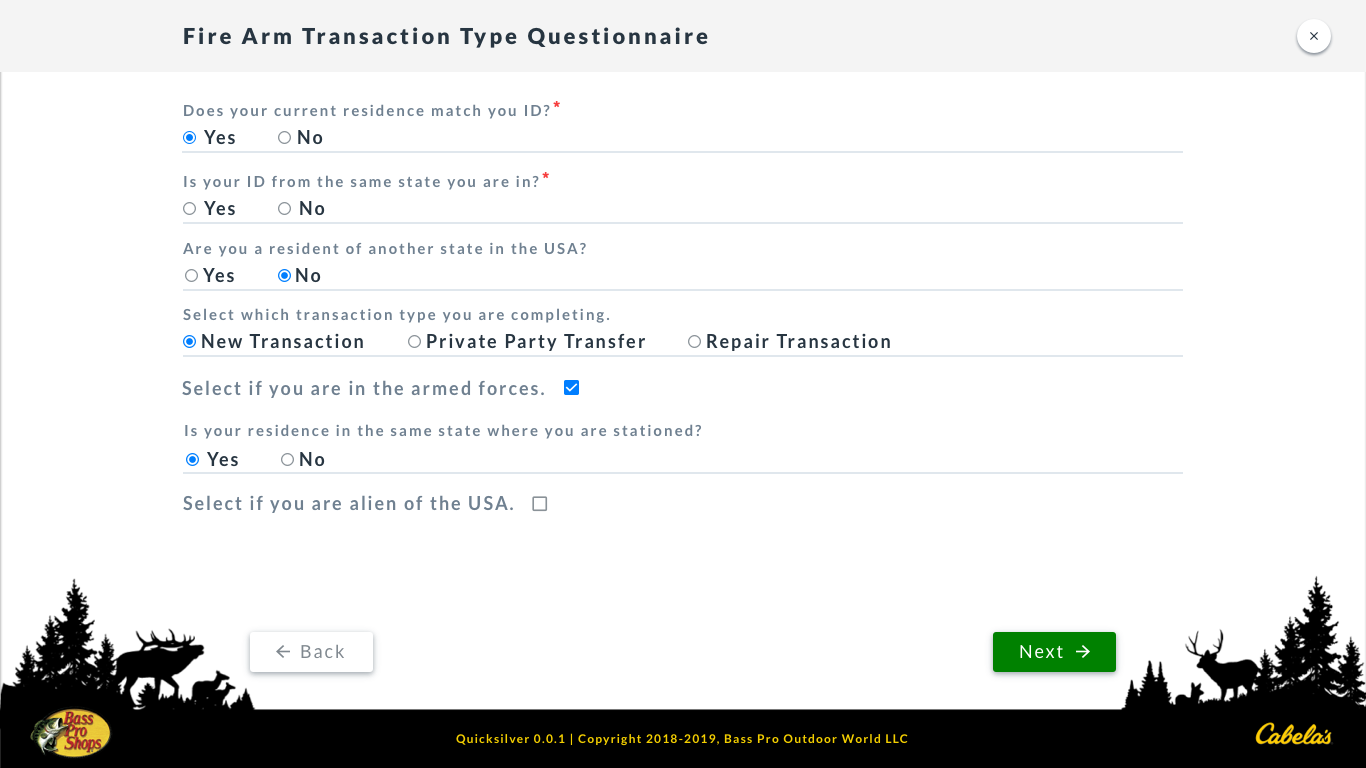 Fire Arm Transaction Type Questionnaire
Does your current residence match you ID?*
Yes No
Is your ID from the same state you are in?*
Yes No
Are you a resident of another state in the USA?
Yes No
Select which transaction type you are completing.
New Transaction Private Party Transfer Repair Transaction
Select if you are in the armed forces.
Is your residence in the same state where you are stationed?
Yes No
Select if you are alien of the USA.
← Back Next →
Bass
Pro
Shops
Quicksilver 0.0.1 | Copyright 2018-2019, Bass Pro Outdoor World LLC
Cabela's